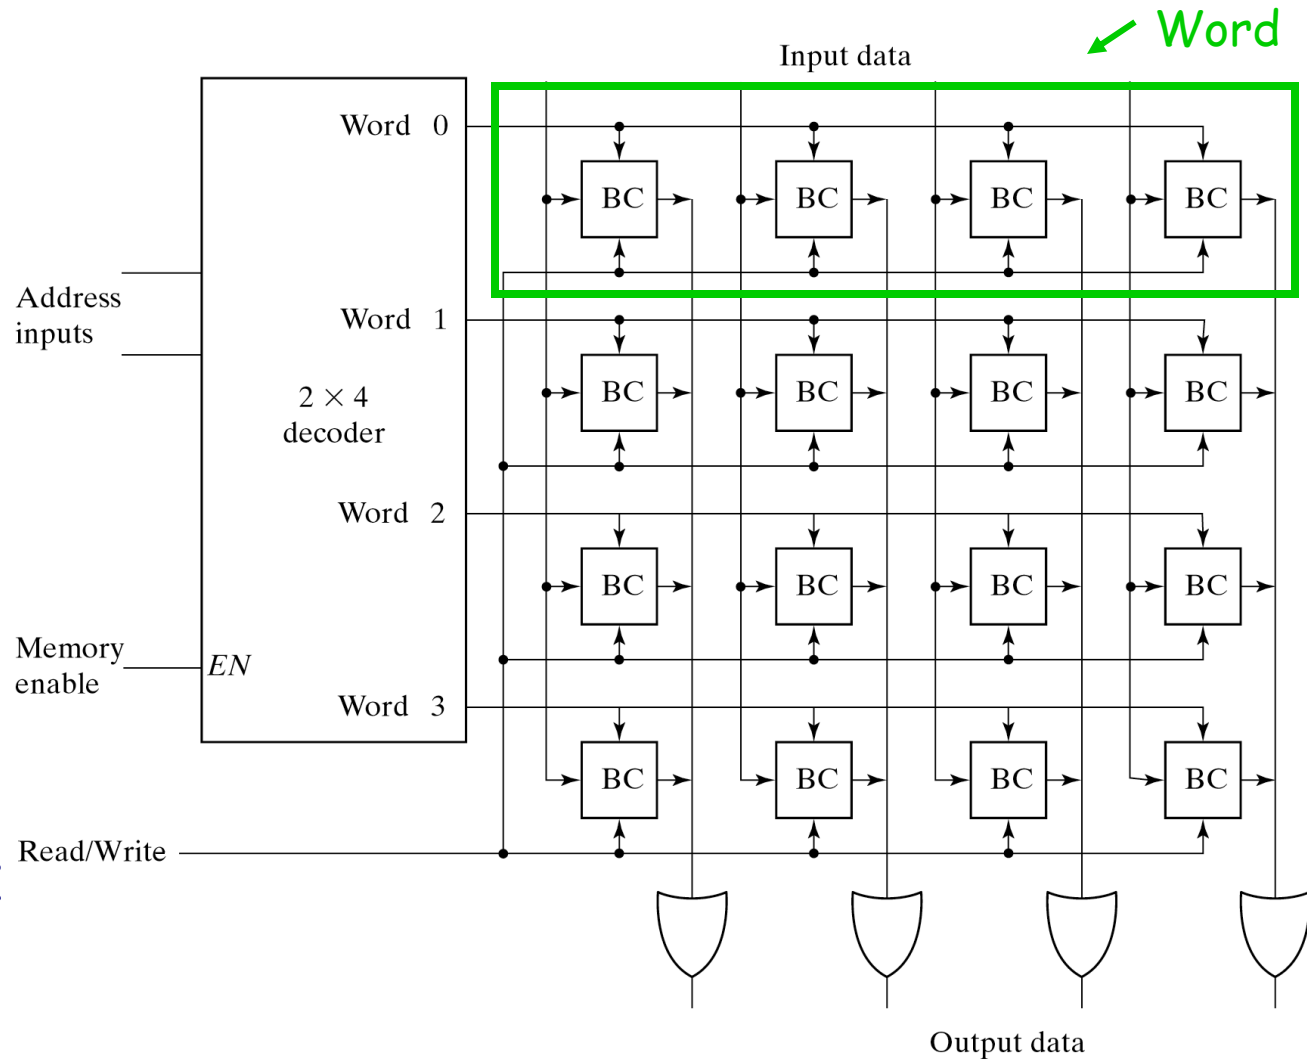 Word
Input data
Word 0
BC BC BC BC
Address
inputs
Word 1
BC BC BC BC
2 × 4
decoder
Word 2
BC BC BC BC
Memory
enable
EN
Word 3
BC BC BC BC
Read/Write
Output data